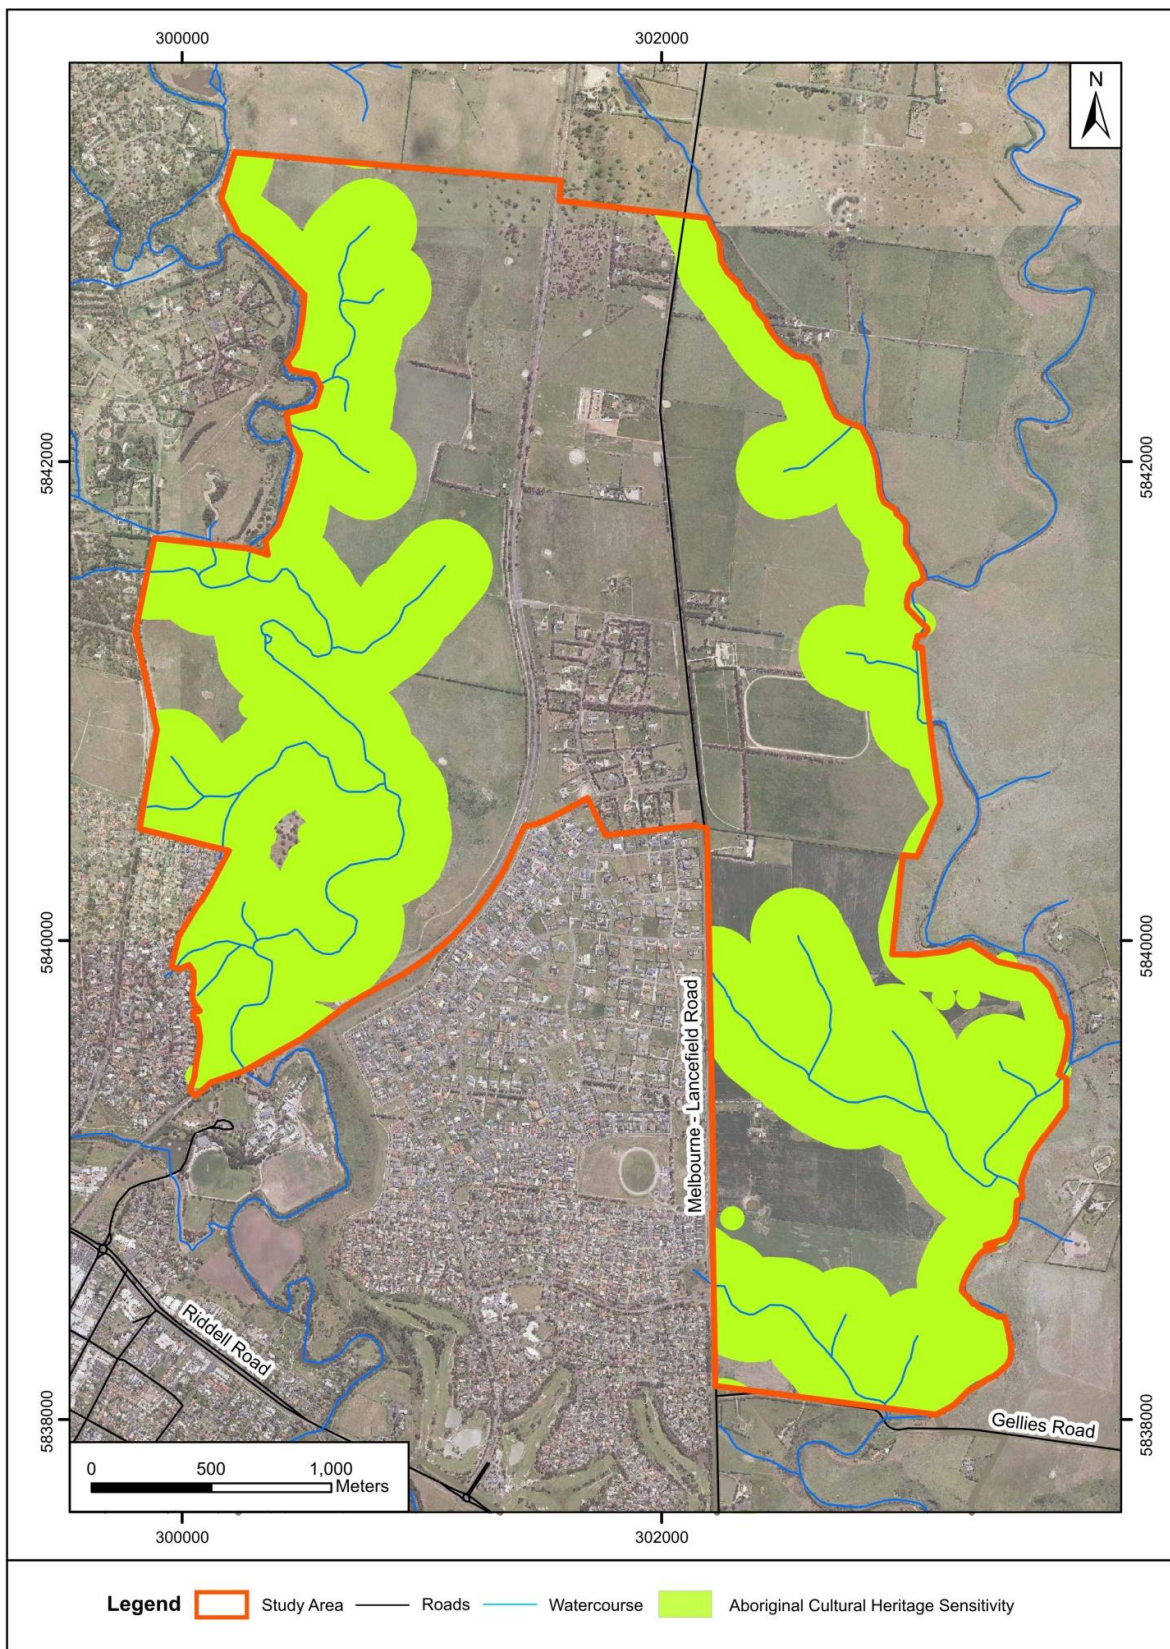 300000
302000
N
5842000
5842000
5840000
5840000
Melbourne - Lancefield Road
Riddell Road
5838000
5838000
Gellies Road
0 500 1,000
Meters
300000
302000
Legend Study Area Roads Watercourse Aboriginal Cultural Heritage Sensitivity